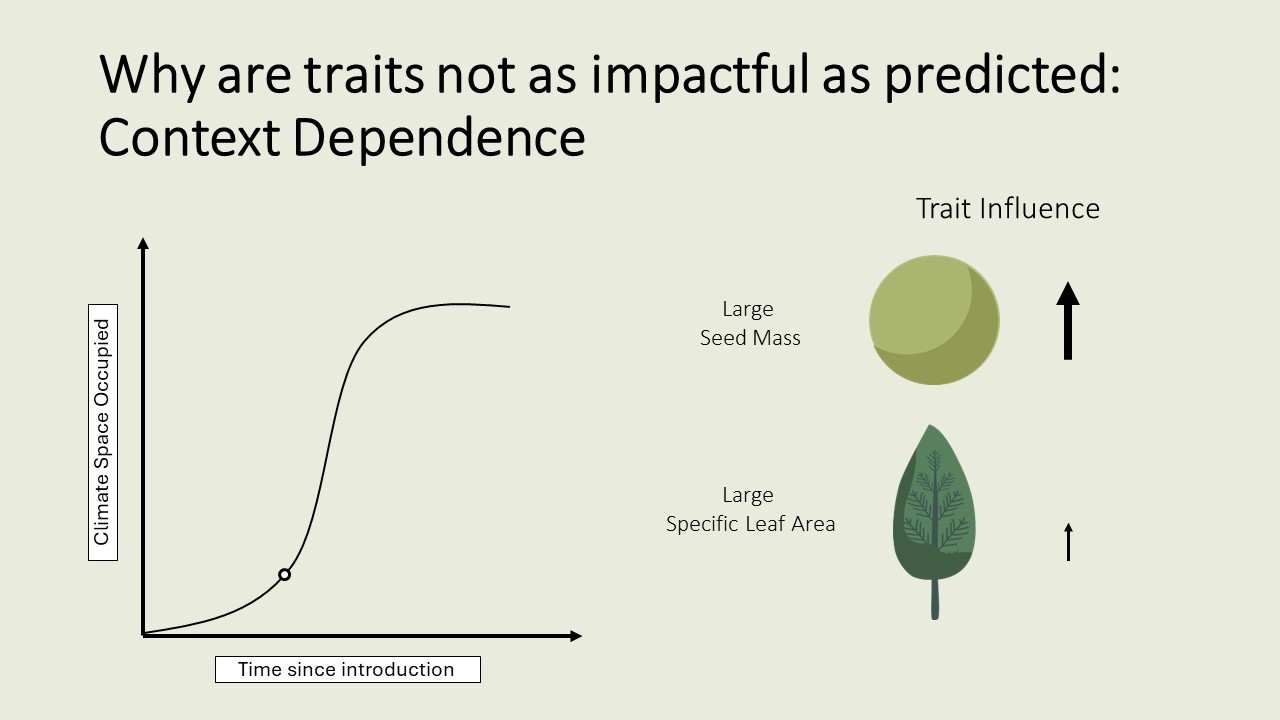 Why are traits not as impactful as predicted:
Context Dependence
Trait Influence
Climate Space Occupied
Time since introduction
Large
Seed Mass
Large
Specific Leaf Area